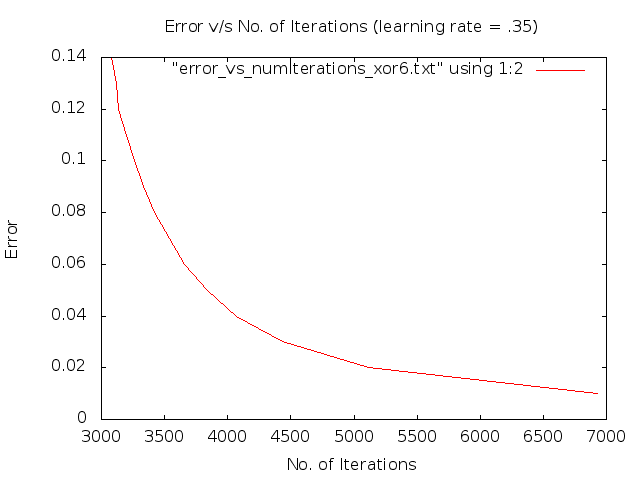 Error v/s No. of Iterations (learning rate = .35)
"error_vs_numIterations_xor6.txt" using 1:2
0.14
0.12
0.1
0.08
0.06
0.04
0.02
0
Error
3000 3500 4000 4500 5000 5500 6000 6500 7000
No. of Iterations